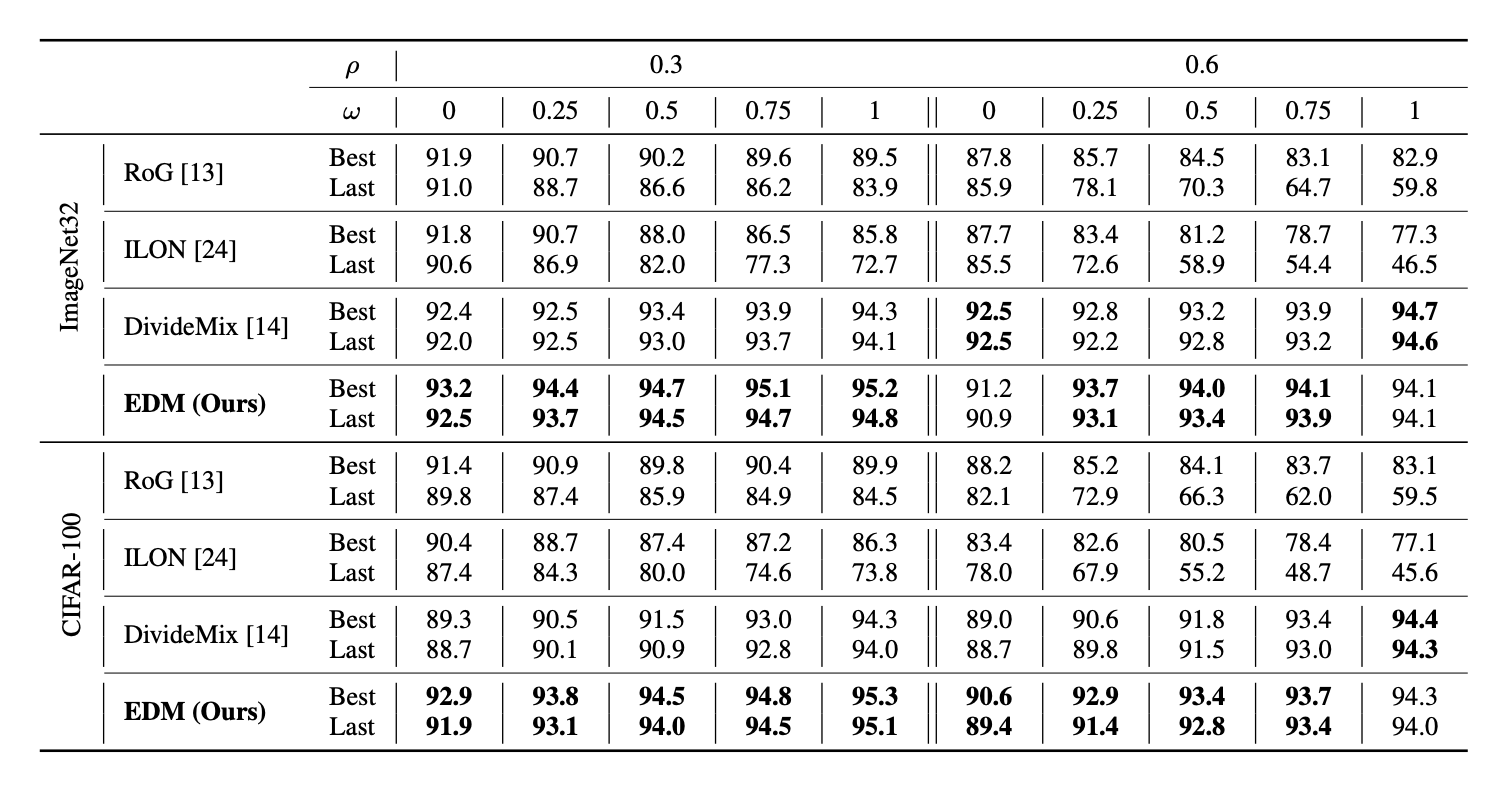 ρ 0.3 0.6
ω 0 0.25 0.5 0.75 1 0 0.25 0.5 0.75 1
ImageNet32
RoG [13]
Best 91.9 90.7 90.2 89.6 89.5 87.8 85.7 84.5 83.1 82.9
Last 91.0 88.7 86.6 86.2 83.9 85.9 78.1 70.3 64.7 59.8
ILON [24]
Best 91.8 90.7 88.0 86.5 85.8 87.7 83.4 81.2 78.7 77.3
Last 90.6 86.9 82.0 77.3 72.7 85.5 72.6 58.9 54.4 46.5
DivideMix [14]
Best 92.4 92.5 93.4 93.9 94.3 92.5 92.8 93.2 93.9 94.7
Last 92.0 92.5 93.0 93.7 94.1 92.5 92.2 92.8 93.2 94.6
EDM (Ours)
Best 93.2 94.4 94.7 95.1 95.2 91.2 93.7 94.0 94.1 94.1
Last 92.5 93.7 94.5 94.7 94.8 90.9 93.1 93.4 93.9 94.1
CIFAR-100
RoG [13]
Best 91.4 90.9 89.8 90.4 89.9 88.2 85.2 84.1 83.7 83.1
Last 89.8 87.4 85.9 84.9 84.5 82.1 72.9 66.3 62.0 59.5
ILON [24]
Best 90.4 88.7 87.4 87.2 86.3 83.4 82.6 80.5 78.4 77.1
Last 87.4 84.3 80.0 74.6 73.8 78.0 67.9 55.2 48.7 45.6
DivideMix [14]
Best 89.3 90.5 91.5 93.0 94.3 89.0 90.6 91.8 93.4 94.4
Last 88.7 90.1 90.9 92.8 94.0 88.7 89.8 91.5 93.0 94.3
EDM (Ours)
Best 92.9 93.8 94.5 94.8 95.3 90.6 92.9 93.4 93.7 94.3
Last 91.9 93.1 94.0 94.5 95.1 89.4 91.4 92.8 93.4 94.0